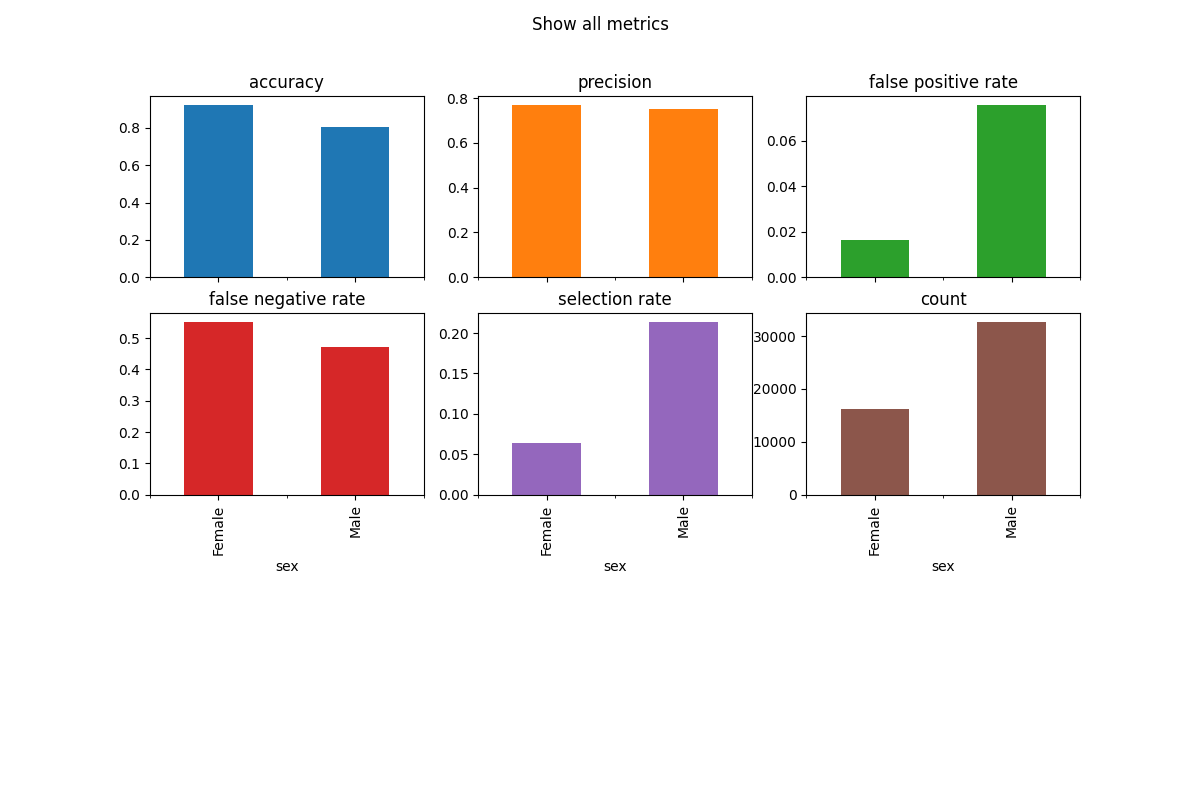 Show all metrics
accuracy
0.8
0.6
0.4
0.2
0.0
precision
0.8
0.6
0.4
0.2
0.0
false positive rate
0.06
0.04
0.02
0.00
false negative rate
0.5
0.4
0.3
0.2
0.1
0.0
Female
Male
sex
selection rate
0.20
0.15
0.10
0.05
0.00
Female
Male
sex
count
30000
20000
10000
0
Female
Male
sex